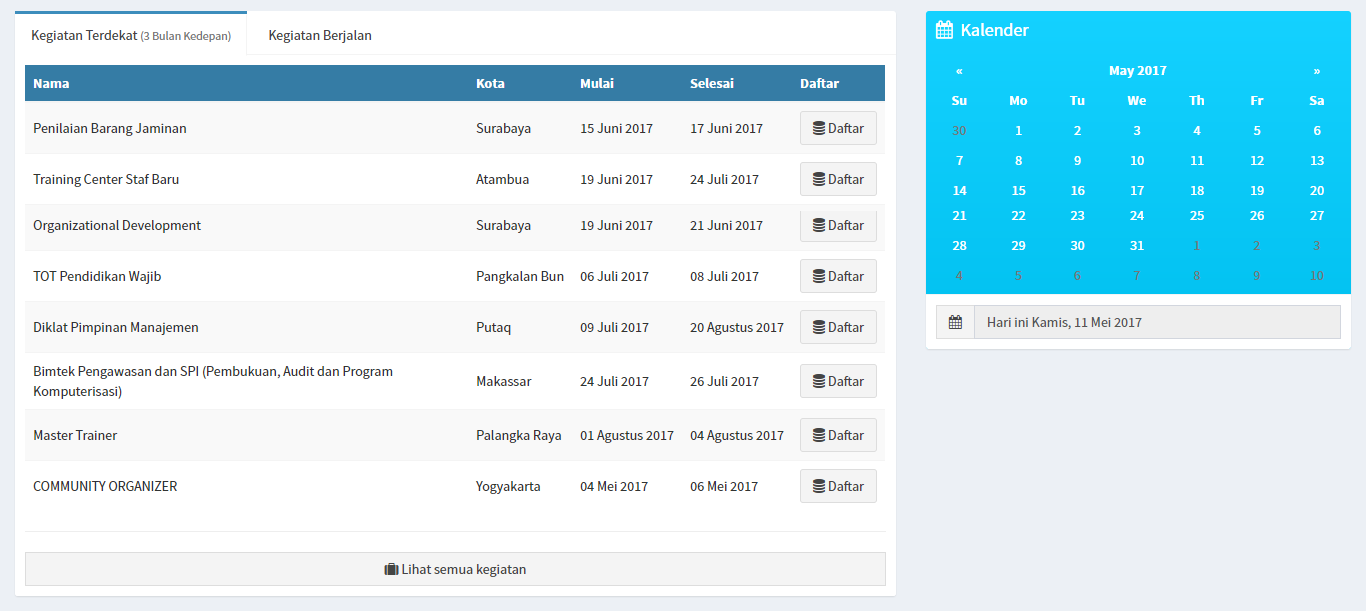 Kegiatan Terdekat (3 Bulan Kedepan) Kegiatan Berjalan
Nama Kota Mulai Selesai Daftar
Penilaian Barang Jaminan Surabaya 15 Juni 2017 17 Juni 2017 Daftar
Training Center Staf Baru Atambua 19 Juni 2017 24 Juli 2017 Daftar
Organizational Development Surabaya 19 Juni 2017 21 Juni 2017 Daftar
TOT Pendidikan Wajib Pangkalan Bun 06 Juli 2017 08 Juli 2017 Daftar
Diklat Pimpinan Manajemen Putaq 09 Juli 2017 20 Agustus 2017 Daftar
Bimtek Pengawasan dan SPI (Pembukuan, Audit dan Program
Komputerisasi) Makassar 24 Juli 2017 26 Juli 2017 Daftar
Master Trainer Palangka Raya 01 Agustus 2017 04 Agustus 2017 Daftar
COMMUNITY ORGANIZER Yogyakarta 04 Mei 2017 06 Mei 2017 Daftar
Lihat semua kegiatan
Kalender
« May 2017 »
Su Mo Tu We Th Fr Sa
30 1 2 3 4 5 6
7 8 9 10 11 12 13
14 15 16 17 18 19 20
21 22 23 24 25 26 27
28 29 30 31 1 2 3
4 5 6 7 8 9 10
Hari ini Kamis, 11 Mei 2017